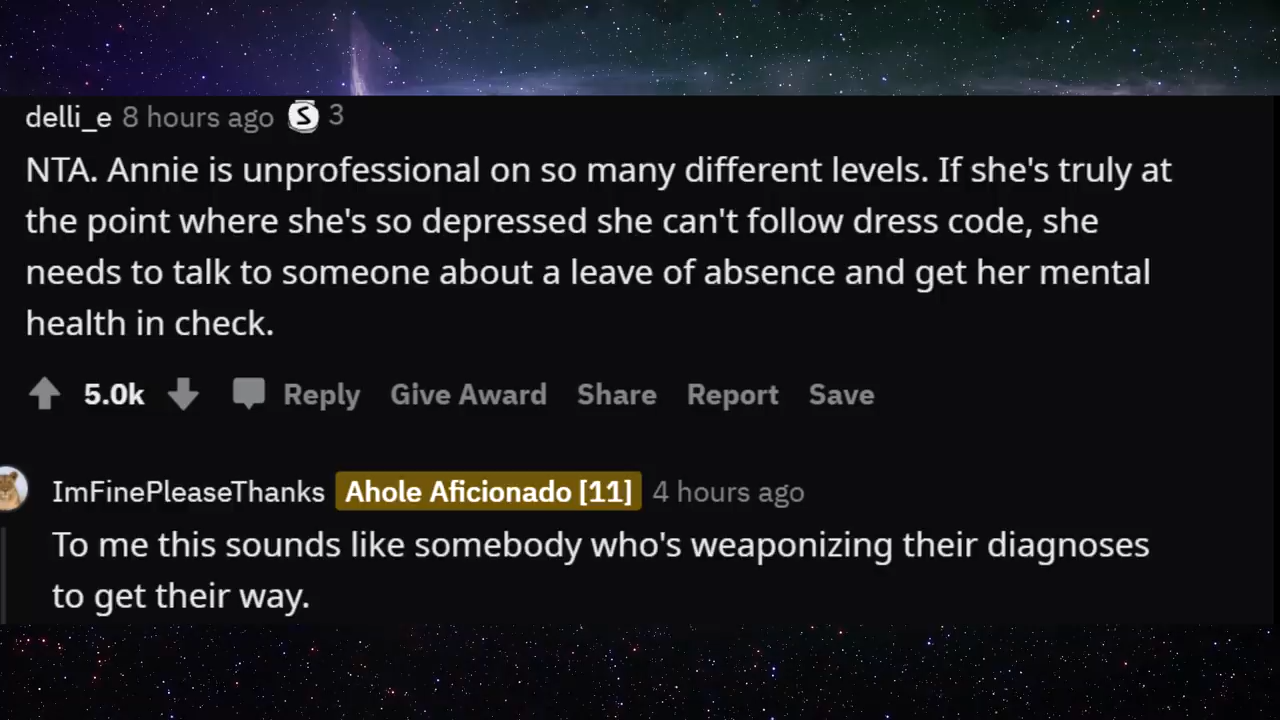 delli_e 8 hours ago S 3
NTA. Annie is unprofessional on so many different levels. If she's truly at
the point where she's so depressed she can't follow dress code, she
needs to talk to someone about a leave of absence and get her mental
health in check.
5.0k Reply Give Award Share Report Save
ImFinePleaseThanks Ahole Aficionado [11] 4 hours ago
To me this sounds like somebody who's weaponizing their diagnoses
to get their way.